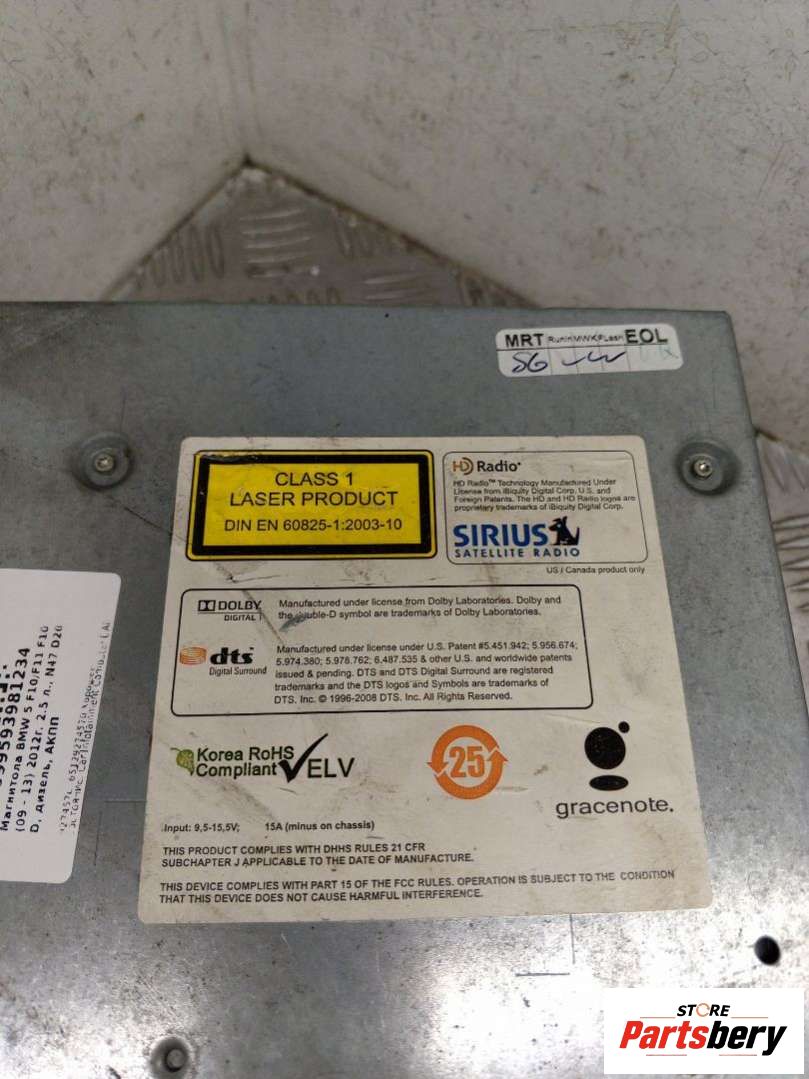 MRT RunIn MWK FLash EOL
SG
CLASS 1
LASER PRODUCT
DIN EN 60825-1:2003-10
HD Radio
HD Radio™ Technology Manufactured Under
License from iBiquity Digital Corp. U.S. and
Foreign Patents. The HD and HD Radio logos are
proprietary trademarks of iBiquity Digital Corp.
SIRIUS
SATELLITE RADIO
US / Canada product only
DOLBY
DIGITAL
Manufactured under license from Dolby Laboratories. Dolby and
the double-D symbol are trademarks of Dolby Laboratories.
dts
Digital Surround
Manufactured under license under U.S. Patent #5.451.942; 5.956.674;
5.974.380; 5.978.762; 6.487.535 & other U.S. and worldwide patents
issued & pending. DTS and DTS Digital Surround are registered
trademarks and the DTS logos and Symbols are trademarks of
DTS, Inc. © 1996-2008 DTS, Inc. All Rights Reserved.
Korea RoHS
Compliant ELV
25
gracenote.
Input: 9,5-15,5V; 15A (minus on chassis)
THIS PRODUCT COMPLIES WITH DHHS RULES 21 CFR
SUBCHAPTER J APPLICABLE TO THE DATE OF MANUFACTURE.
THIS DEVICE COMPLIES WITH PART 15 OF THE FCC RULES. OPERATION IS SUBJECT TO THE CONDITION
THAT THIS DEVICE DOES NOT CAUSE HARMFUL INTERFERENCE.
Магнитола BMW 5 F10/F11 F10
(09 - 13) 2012г. 2.5 л., N47 D20
D, дизель, АКПП
STORE
Partsbery